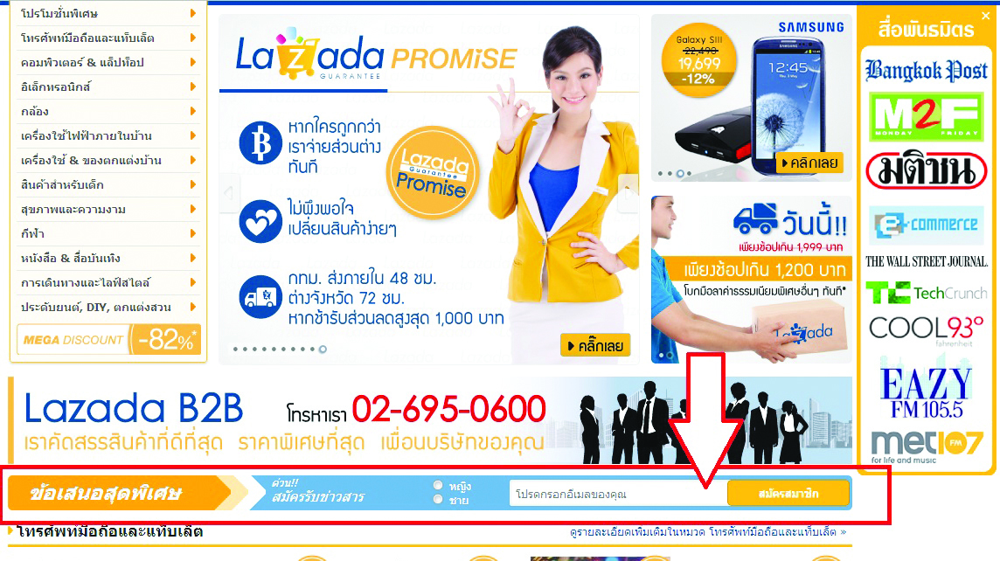 โปรโมชั่นพิเศษ
โทรศัพท์มือถือและแท็บเล็ต
คอมพิวเตอร์ & แล็ปท็อป
อิเล็กทรอนิกส์
กล้อง
เครื่องใช้ไฟฟ้าภายในบ้าน
เครื่องใช้ & ของตกแต่งบ้าน
สินค้าสำหรับเด็ก
สุขภาพและความงาม
กีฬา
หนังสือ & สื่อบันเทิง
การเดินทางและไลฟ์สไตล์
ประดับยนต์, DIY, ตกแต่งสวน
MEGA DISCOUNT -82%*
Lazada PROMiSE
GUARANTEE
หากใครถูกกว่า
เราจ่ายส่วนต่าง
ทันที
ไม่พึงพอใจ
เปลี่ยนสินค้าง่ายๆ
กทม. ส่งภายใน 48 ชม.
ต่างจังหวัด 72 ชม.
หากช้ารับส่วนลดสูงสุด 1,000 บาท
Lazada
Guarantee
Promise
คลิ๊กเลย
SAMSUNG
Galaxy SIII
22,490
19,699
-12%
12:45
คลิกเลย
วันนี้!!
เพียงช้อปเกิน 1,999 บาท
เพียงช้อปเกิน 1,200 บาท
โบกมือลาค่าธรรมเนียมพิเศษอื่นๆ ทันที*
Lazada
สื่อพันธมิตร
Bangkok Post
M2F
MONDAY FRIDAY
มติชน
e-commerce
THE WALL STREET JOURNAL.
TechCrunch
COOL93°
fahrenheit
EAZY
FM 105.5
met107
FM
for life and music
Lazada B2B โทรหาเรา 02-695-0600
เราคัดสรรสินค้าที่ดีที่สุด ราคาพิเศษที่สุด เพื่อนบริษัทของคุณ
ข้อเสนอสุดพิเศษ
ด่วน!!
สมัครรับข่าวสาร
หญิง
ชาย
โปรดกรอกอีเมลของคุณ
สมัครสมาชิก
โทรศัพท์มือถือและแท็บเล็ต
ดูรายละเอียดเพิ่มเติมในหมวด โทรศัพท์มือถือและแท็บเล็ต »